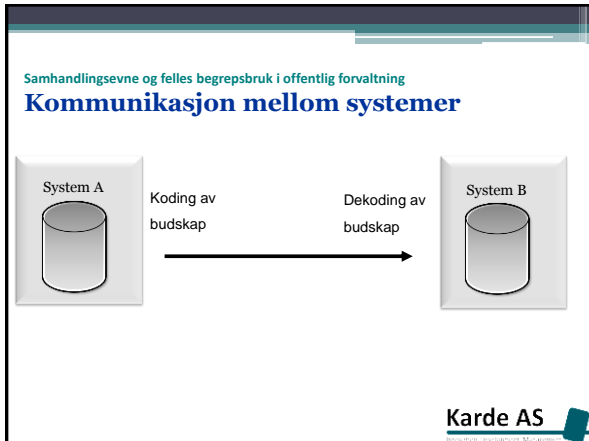 Samhandlingsevne og felles begrepsbruk i offentlig forvaltning
Kommunikasjon mellom systemer
System A
Koding av
budskap
Dekoding av
budskap
System B
Karde AS